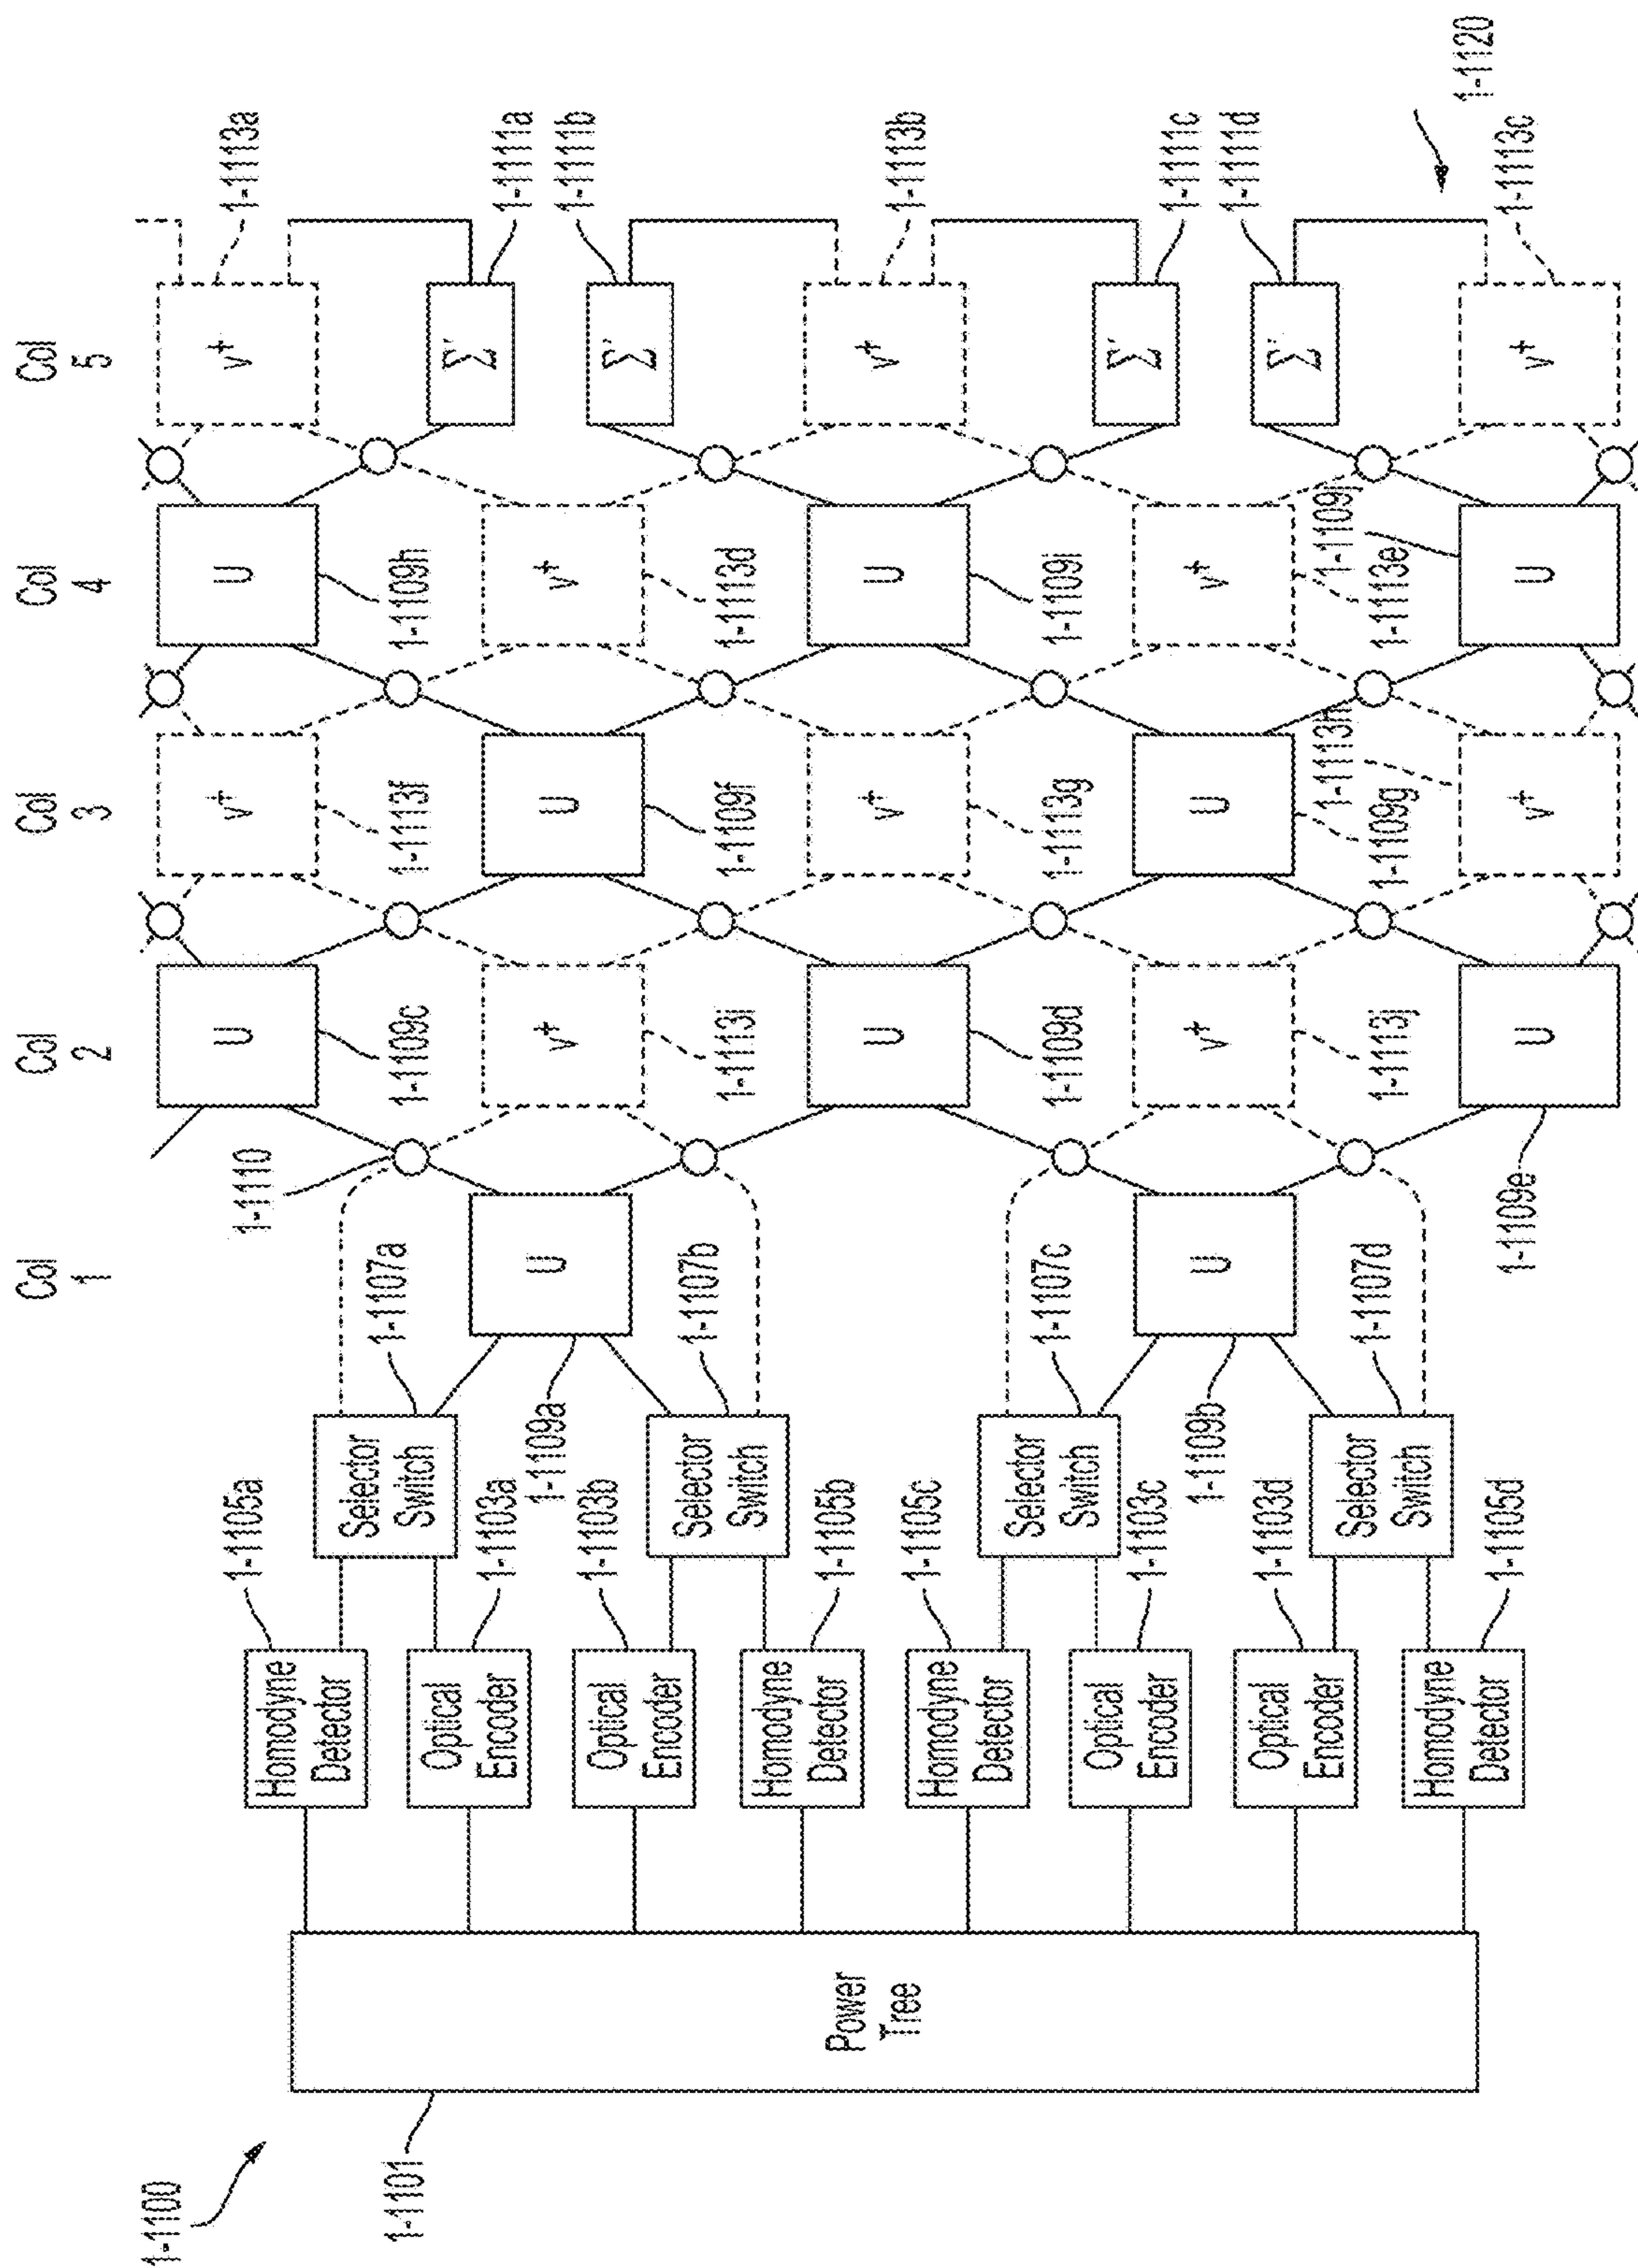 1-1100
1-1101
Power
Tree
Homodyne
Detector
1-1105a
Optical
Encoder
1-1103a
Optical
Encoder
1-1103b
Homodyne
Detector
1-1105b
Homodyne
Detector
1-1105c
Optical
Encoder
1-1103c
Optical
Encoder
1-1103d
Homodyne
Detector
1-1105d
Selector
Switch
1-1107a
Selector
Switch
1-1107b
Selector
Switch
1-1107c
Selector
Switch
1-1107d
Col
1
U
1-1109a
U
1-1109b
1-1110
Col
2
U
1-1109c
V†
1-1113i
U
1-1109d
V†
1-1113j
U
1-1109e
Col
3
V†
1-1113f
U
1-1109f
V†
1-1113g
U
1-1109g
V†
1-1113h
Col
4
U
1-1109h
V†
1-1113d
U
1-1109i
V†
1-1113e
U
1-1109j
Col
5
V†
1-1113a
Σ'
1-1111a
Σ'
1-1111b
V†
1-1113b
Σ'
1-1111c
Σ'
1-1111d
V†
1-1113c
1-1120